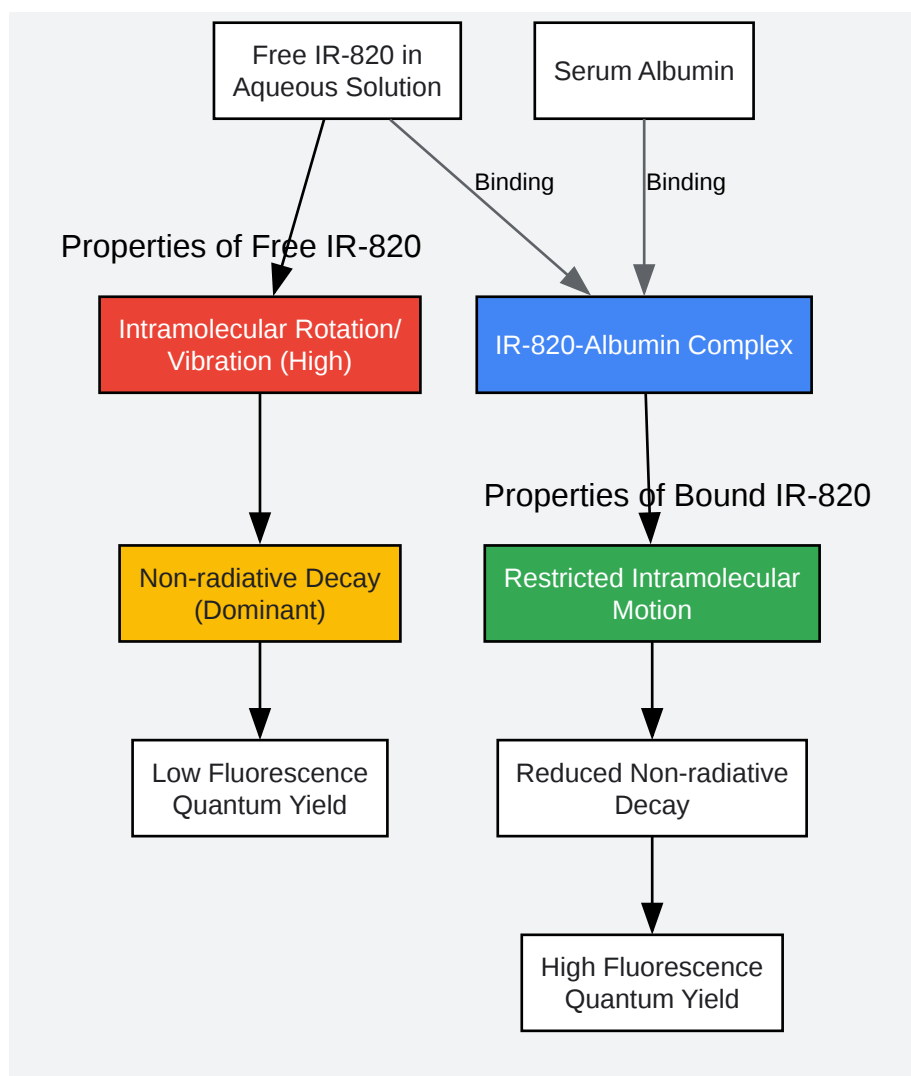 Free IR-820 in
Aqueous Solution
Serum Albumin
Binding
Binding
Properties of Free IR-820
Intramolecular Rotation/
Vibration (High)
IR-820-Albumin Complex
Properties of Bound IR-820
Non-radiative Decay
(Dominant)
Restricted Intramolecular
Motion
Low Fluorescence
Quantum Yield
Reduced Non-radiative
Decay
High Fluorescence
Quantum Yield